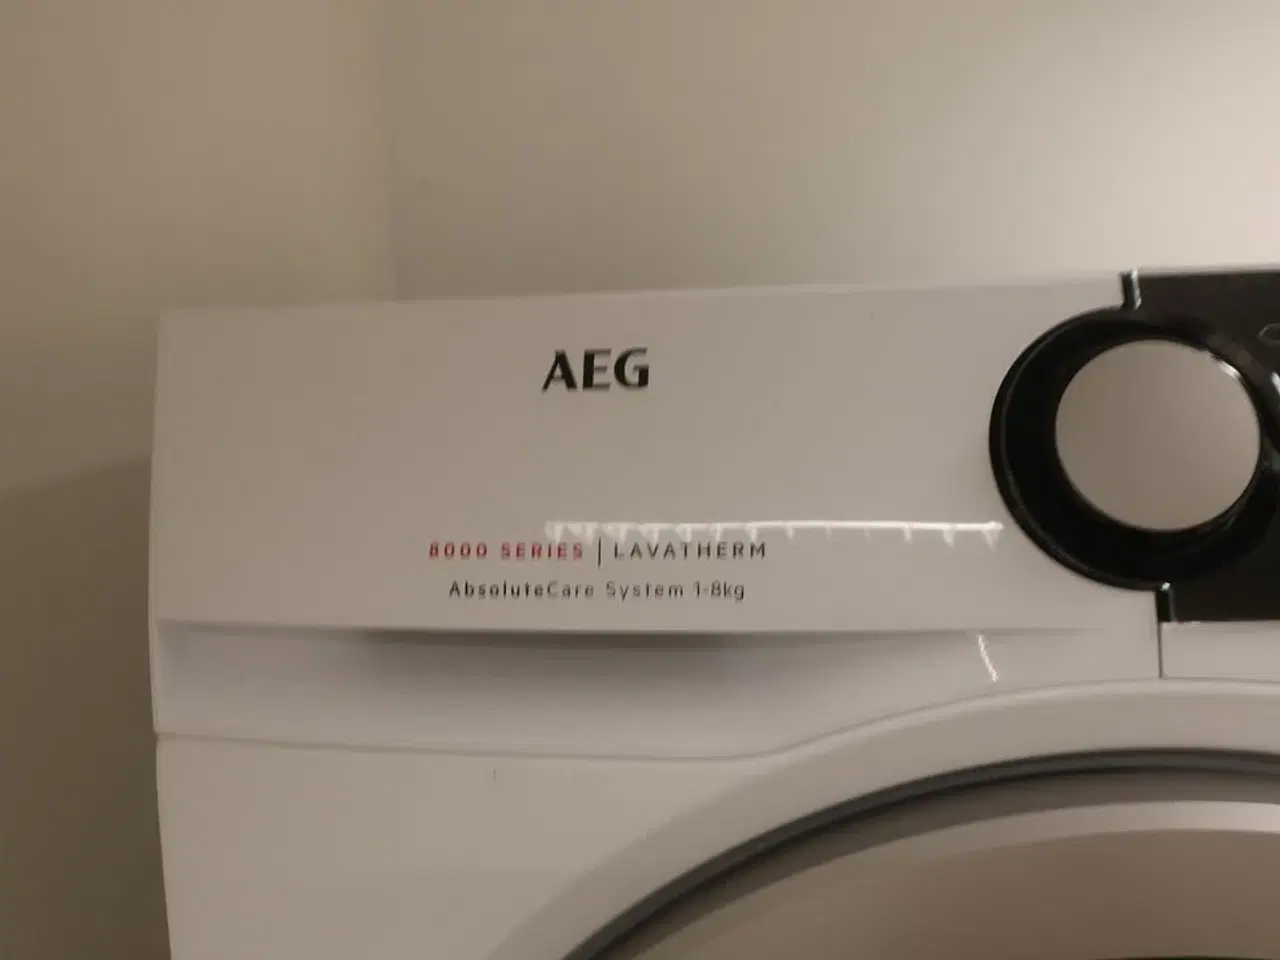 AEG
8000 SERIES | LAVATHERM
AbsoluteCare System 1-8kg